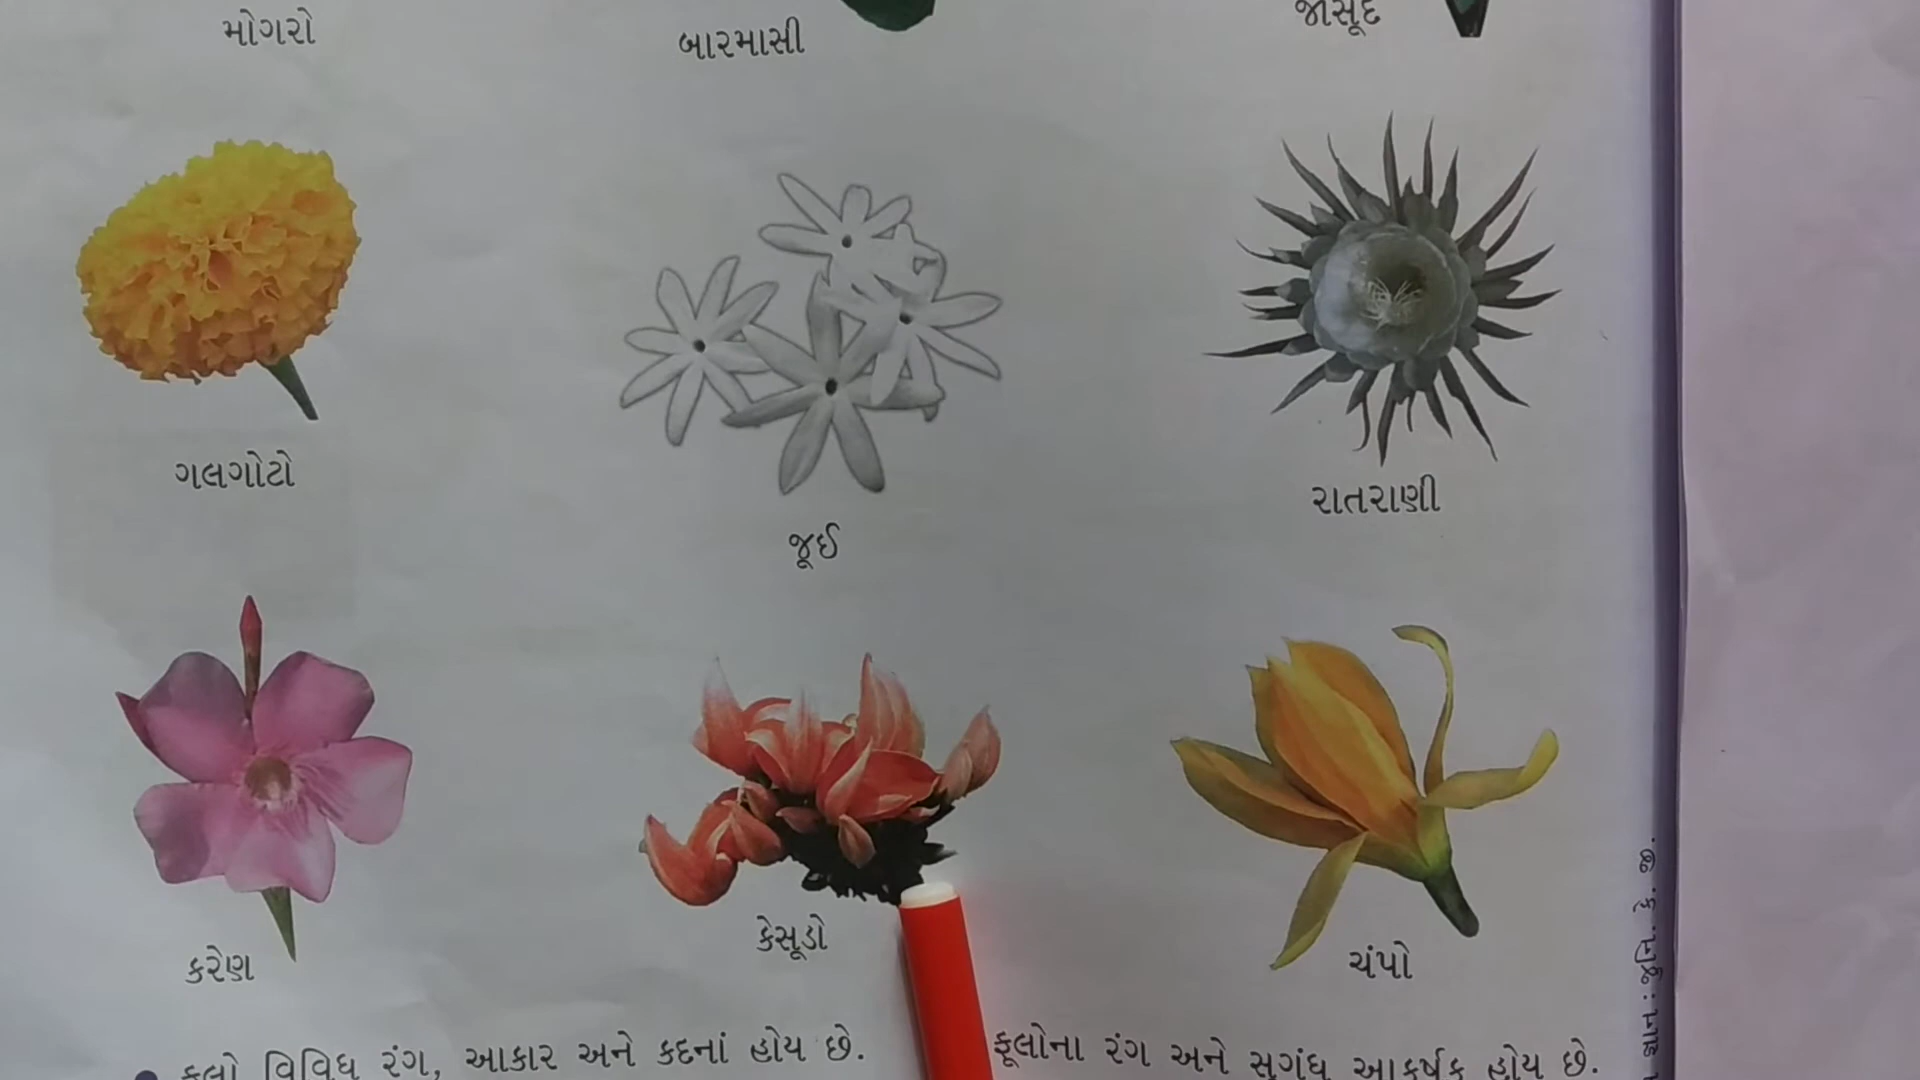 મોગરો
બારમાસી
જાસૂદ
ગલગોટો
જૂઈ
રાતરાણી
કરેણ
કેસૂડો
ચંપો
ફૂલો વિવિધ રંગ, આકાર અને કદનાં હોય છે.
ફૂલોના રંગ અને સુગંધ આકર્ષક હોય છે.
જ્ઞાન : જુનિ. કે. જી.